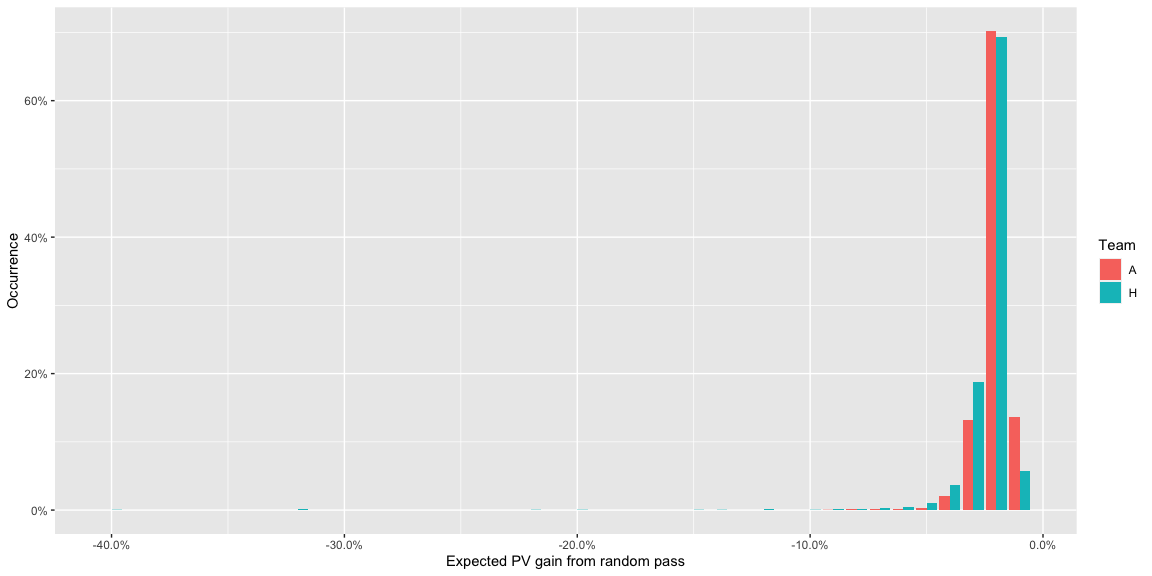 60%
40%
20%
0%
Occurrence
-40.0%
-30.0%
-20.0%
-10.0%
0.0%
Expected PV gain from random pass
Team
A
H